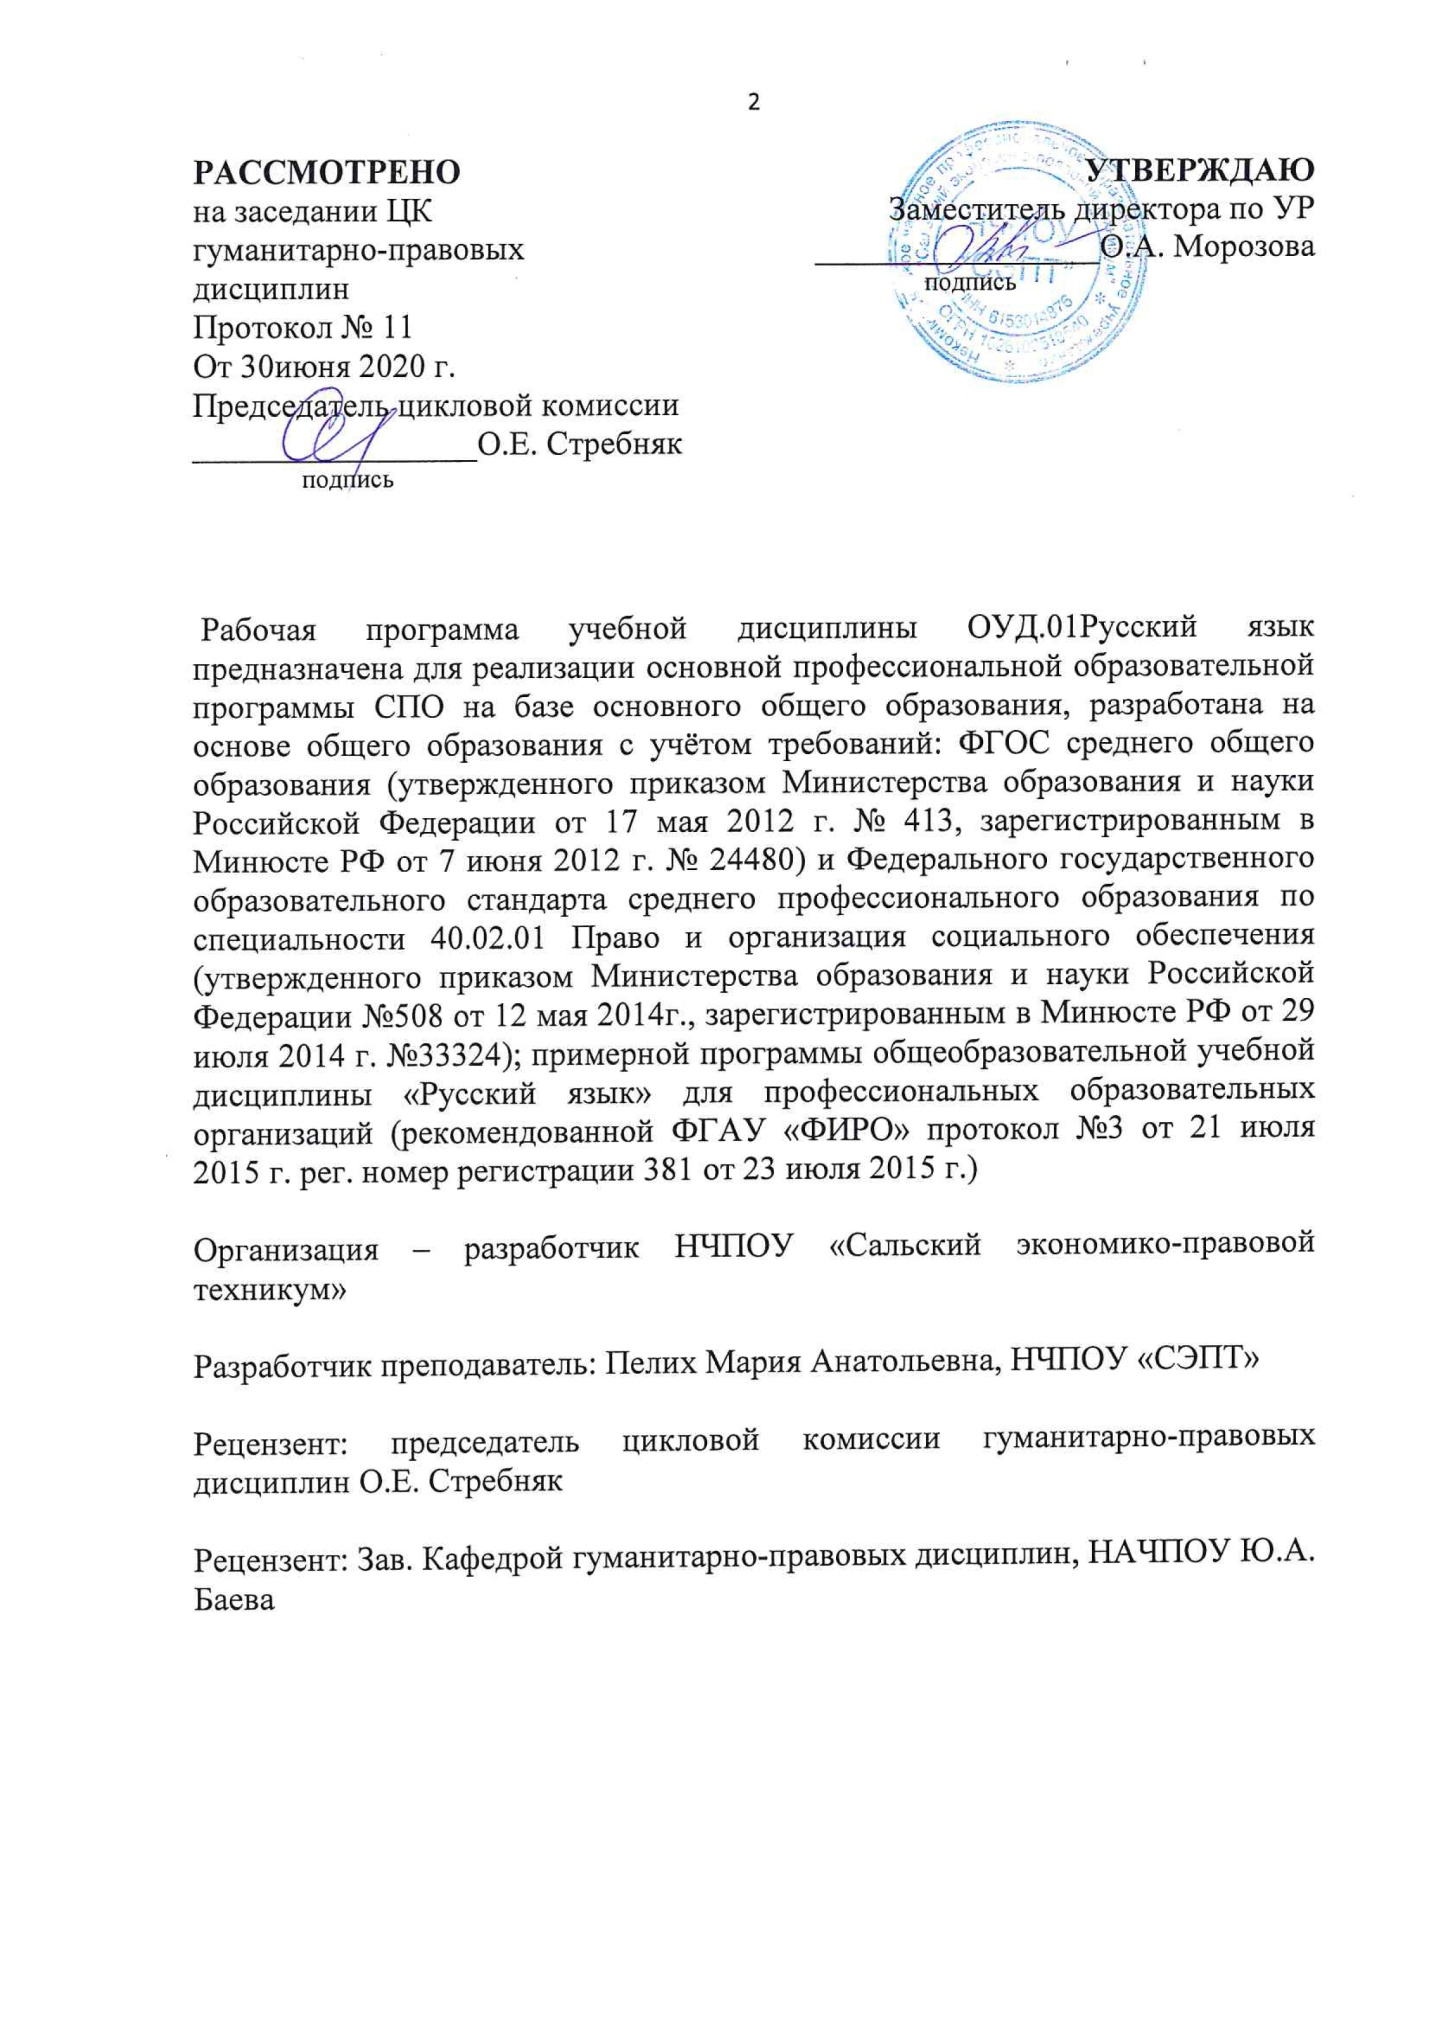 2
РАССМОТРЕНО
на заседании ЦК
гуманитарно-правовых
дисциплин
Протокол № 11
От 30июня 2020 г.
Председатель цикловой комиссии
О.Е. Стребняк
подпись
УТВЕРЖДАЮ
Заместитель директора по УР
О.А. Морозова
подпись
Рабочая программа учебной дисциплины ОУД.01Русский язык
предназначена для реализации основной профессиональной образовательной
программы СПО на базе основного общего образования, разработана на
основе общего образования с учётом требований: ФГОС среднего общего
образования (утвержденного приказом Министерства образования и науки
Российской Федерации от 17 мая 2012 г. № 413, зарегистрированным в
Минюсте РФ от 7 июня 2012 г. № 24480) и Федерального государственного
образовательного стандарта среднего профессионального образования по
специальности 40.02.01 Право и организация социального обеспечения
(утвержденного приказом Министерства образования и науки Российской
Федерации №508 от 12 мая 2014г., зарегистрированным в Минюсте РФ от 29
июля 2014 г. №33324); примерной программы общеобразовательной учебной
дисциплины «Русский язык» для профессиональных образовательных
организаций (рекомендованной ФГАУ «ФИРО» протокол №3 от 21 июля
2015 г. рег. номер регистрации 381 от 23 июля 2015 г.)
Организация – разработчик НЧПОУ «Сальский экономико-правовой
техникум»
Разработчик преподаватель: Пелих Мария Анатольевна, НЧПОУ «СЭПТ»
Рецензент: председатель цикловой комиссии гуманитарно-правовых
дисциплин О.Е. Стребняк
Рецензент: Зав. Кафедрой гуманитарно-правовых дисциплин, НАЧПОУ Ю.А.
Баева